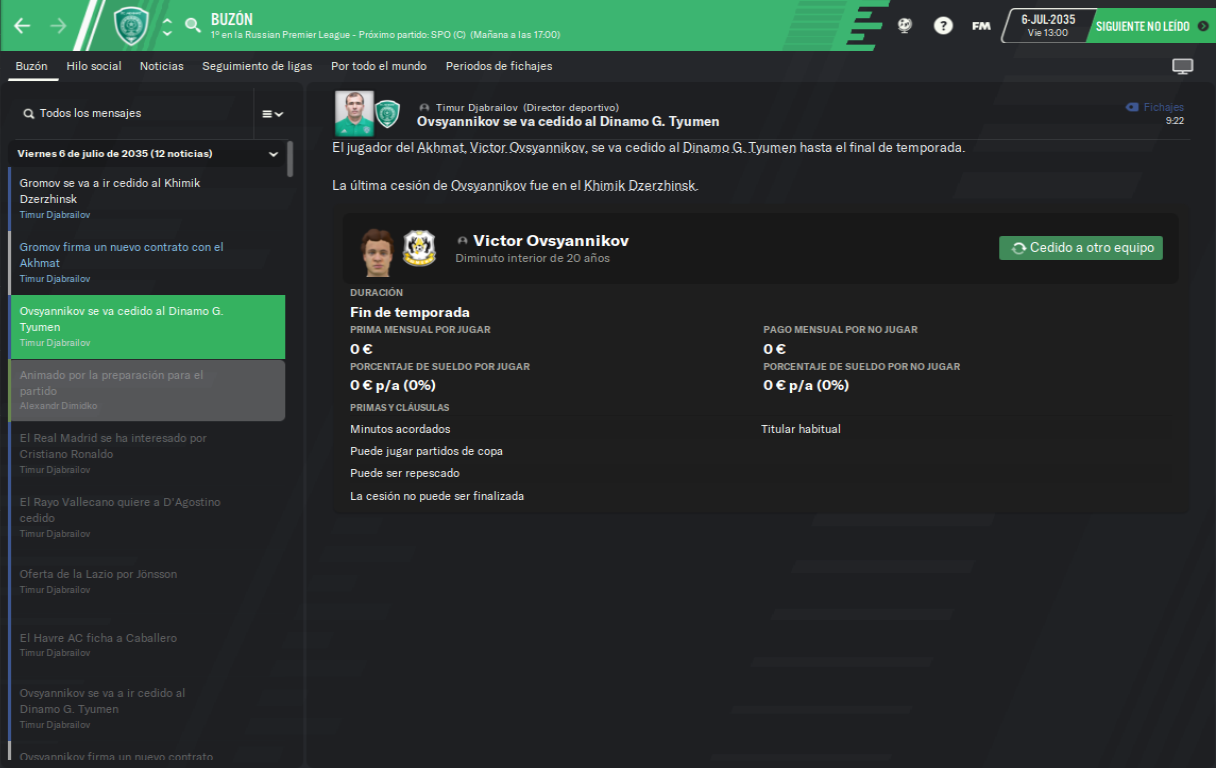 BUZÓN
1º en la Russian Premier League - Próximo partido: SPO (C) (Mañana a las 17:00)
?
FM
6-JUL-2035
Vie 13:00
SIGUIENTE NO LEÍDO
Buzón
Hilo social
Noticias
Seguimiento de ligas
Por todo el mundo
Periodos de fichajes
Todos los mensajes
Viernes 6 de julio de 2035 (12 noticias)
Gromov se va a ir cedido al Khimik
Dzerzhinsk
Timur Djabrailov
Gromov firma un nuevo contrato con el
Akhmat
Timur Djabrailov
Ovsyannikov se va cedido al Dinamo G.
Tyumen
Timur Djabrailov
Animado por la preparación para el
partido
Alexandr Dimidko
El Real Madrid se ha interesado por
Cristiano Ronaldo
Timur Djabrailov
El Rayo Vallecano quiere a D'Agostino
cedido
Timur Djabrailov
Oferta de la Lazio por Jönsson
Timur Djabrailov
El Havre AC ficha a Caballero
Timur Djabrailov
Ovsyannikov se va a ir cedido al
Dinamo G. Tyumen
Timur Djabrailov
Ovsyannikov firma un nuevo contrato
Timur Djabrailov (Director deportivo)
Ovsyannikov se va cedido al Dinamo G. Tyumen
Fichajes
9:22
El jugador del Akhmat, Victor Ovsyannikov, se va cedido al Dinamo G. Tyumen hasta el final de temporada.
La última cesión de Ovsyannikov fue en el Khimik Dzerzhinsk.
Victor Ovsyannikov
Diminuto interior de 20 años
Cedido a otro equipo
DURACIÓN
Fin de temporada
PRIMA MENSUAL POR JUGAR
PAGO MENSUAL POR NO JUGAR
0 €
0 €
PORCENTAJE DE SUELDO POR JUGAR
PORCENTAJE DE SUELDO POR NO JUGAR
0 € p/a (0%)
0 € p/a (0%)
PRIMAS Y CLÁUSULAS
Minutos acordados
Titular habitual
Puede jugar partidos de copa
Puede ser repescado
La cesión no puede ser finalizada